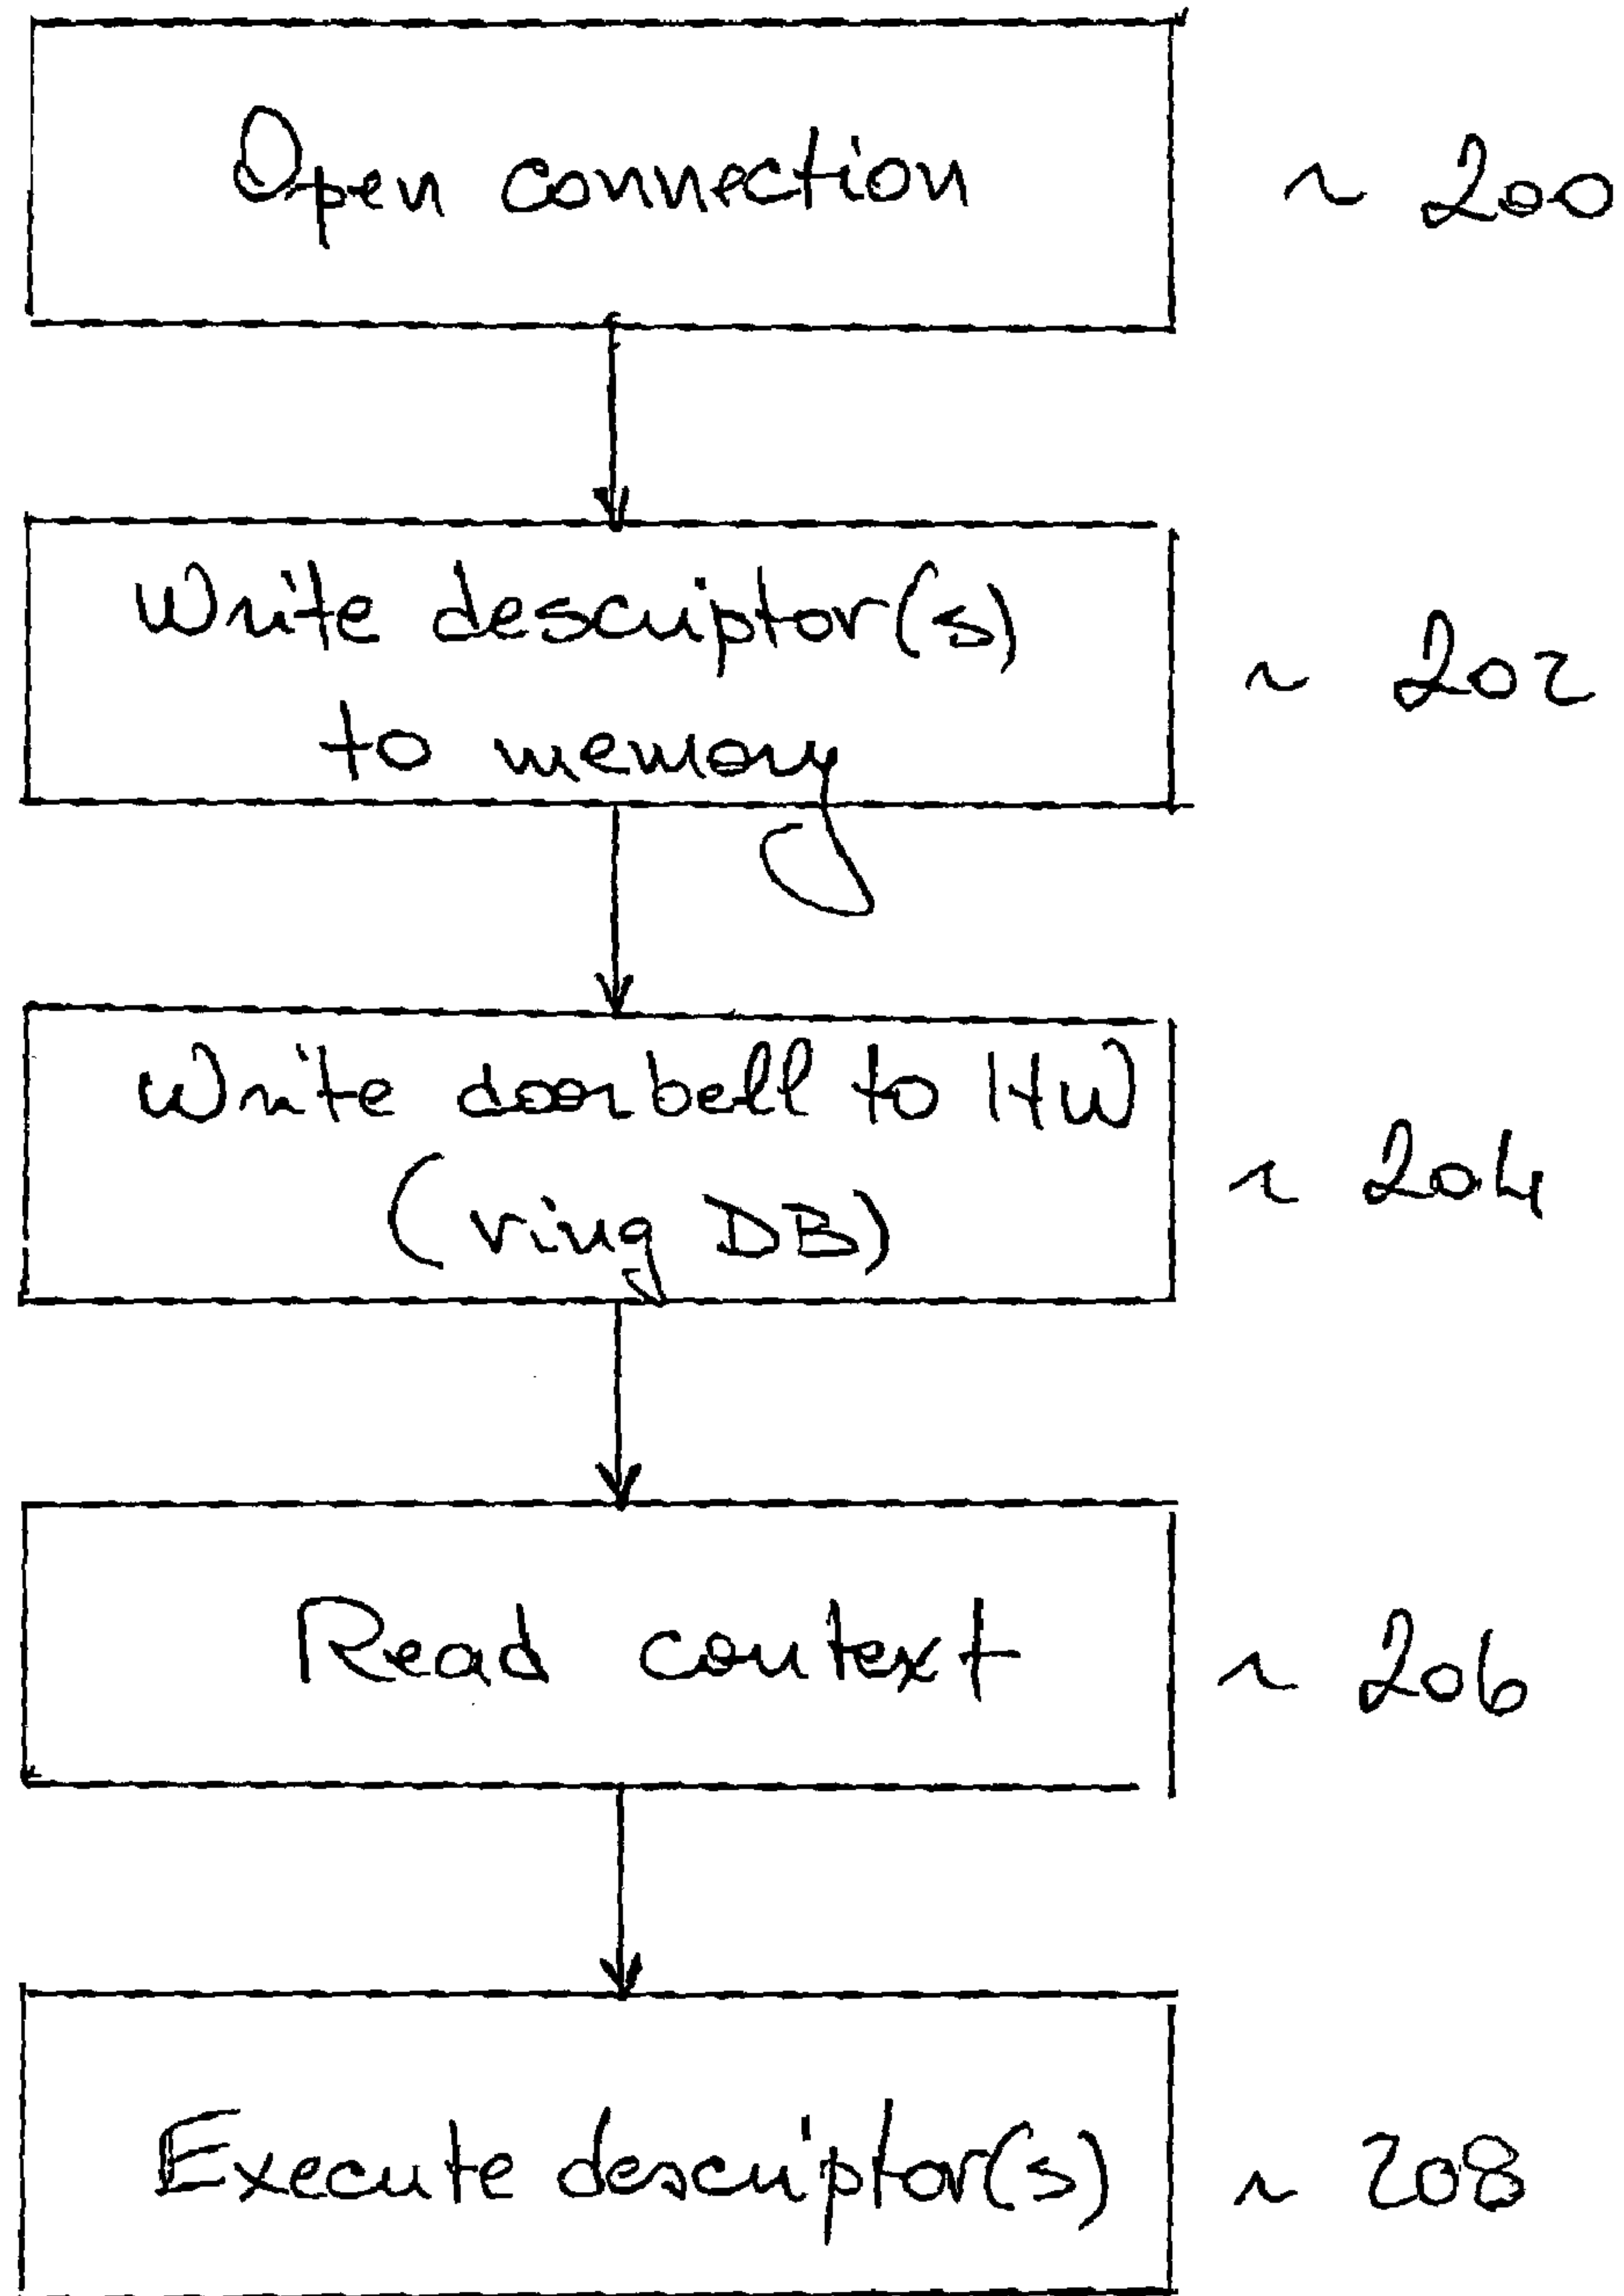 Open connection ~ 200
Write descriptor(s)
to memory ~ 202
Write doorbell to HW
(ring DB) ~ 204
Read context ~ 206
Execute descriptor(s) ~ 208